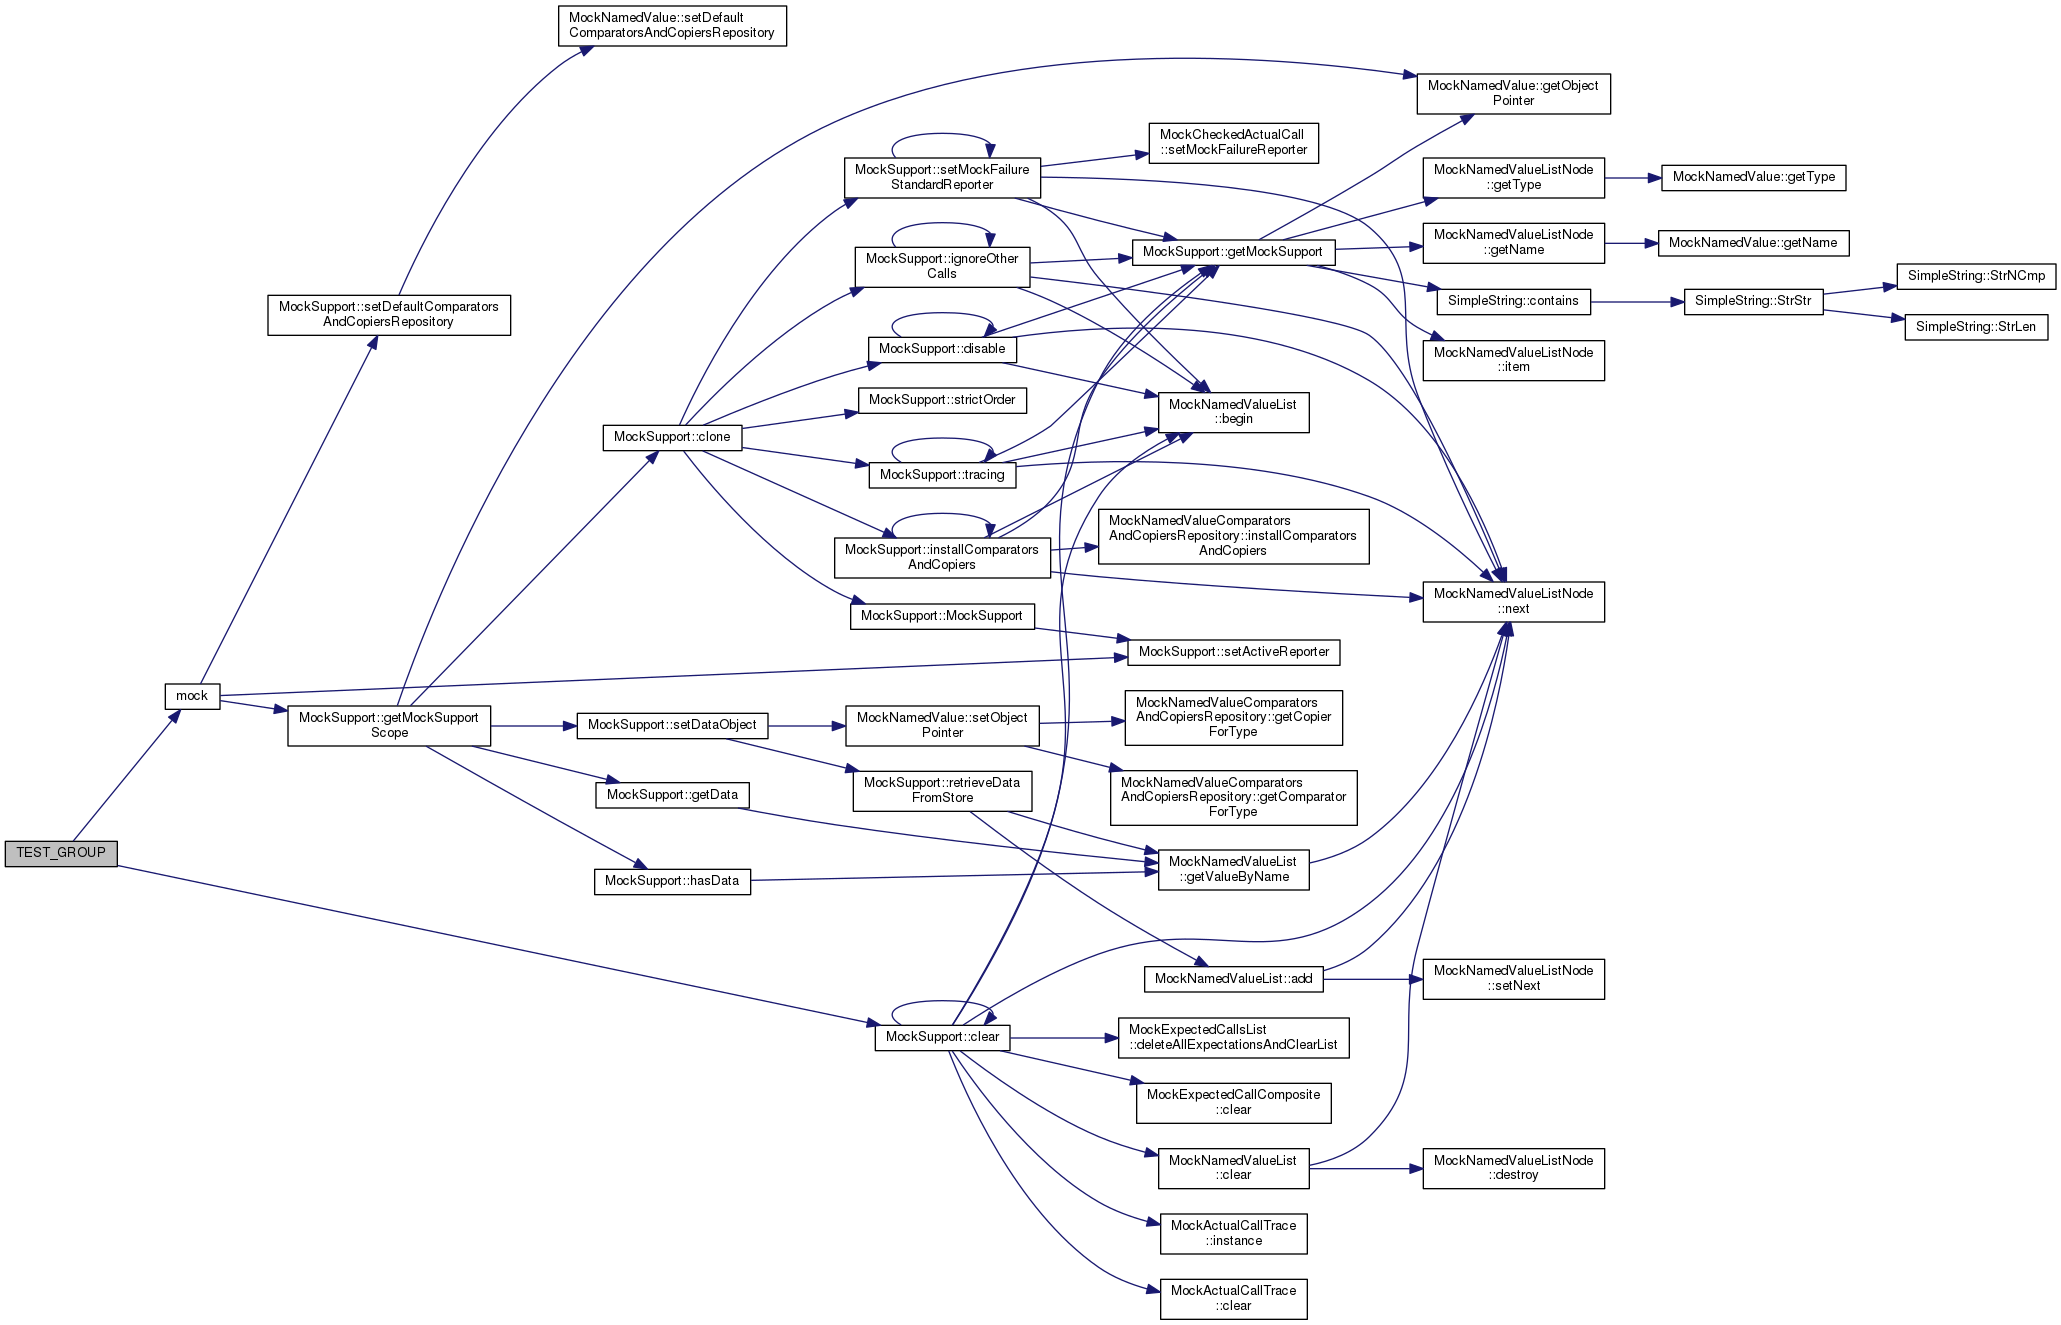 MockNamedValue::setDefault
ComparatorsAndCopiersRepository
MockNamedValue::getObject
Pointer
MockCheckedActualCall
::setMockFailureReporter
MockSupport::setMockFailure
StandardReporter
MockNamedValueListNode
::getType
MockNamedValue::getType
MockSupport::ignoreOther
Calls
MockSupport::getMockSupport
MockNamedValueListNode
::getName
MockNamedValue::getName
SimpleString::StrNCmp
SimpleString::contains
SimpleString::StrStr
SimpleString::StrLen
MockSupport::setDefaultComparators
AndCopiersRepository
MockSupport::disable
MockNamedValueListNode
::item
MockSupport::strictOrder
MockNamedValueList
::begin
MockSupport::clone
MockSupport::tracing
MockNamedValueComparators
AndCopiersRepository::installComparators
AndCopiers
MockSupport::installComparators
AndCopiers
MockNamedValueListNode
::next
MockSupport::MockSupport
MockSupport::setActiveReporter
mock
MockSupport::getMockSupport
Scope
MockSupport::setDataObject
MockNamedValue::setObject
Pointer
MockNamedValueComparators
AndCopiersRepository::getCopier
ForType
MockSupport::getData
MockSupport::retrieveData
FromStore
MockNamedValueComparators
AndCopiersRepository::getComparator
ForType
TEST_GROUP
MockSupport::hasData
MockNamedValueList
::getValueByName
MockNamedValueList::add
MockNamedValueListNode
::setNext
MockSupport::clear
MockExpectedCallsList
::deleteAllExpectationsAndClearList
MockExpectedCallComposite
::clear
MockNamedValueList
::clear
MockNamedValueListNode
::destroy
MockActualCallTrace
::instance
MockActualCallTrace
::clear